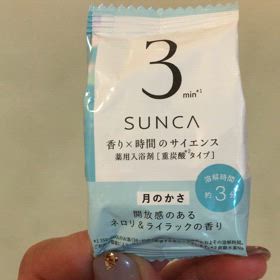 3
min※1
SUNCA
香り×時間のサイエンス
薬用入浴剤［重炭酸※2タイプ］
溶解時間※1
約3分
月のかさ
開放感のある
ネロリ&ライラックの香り